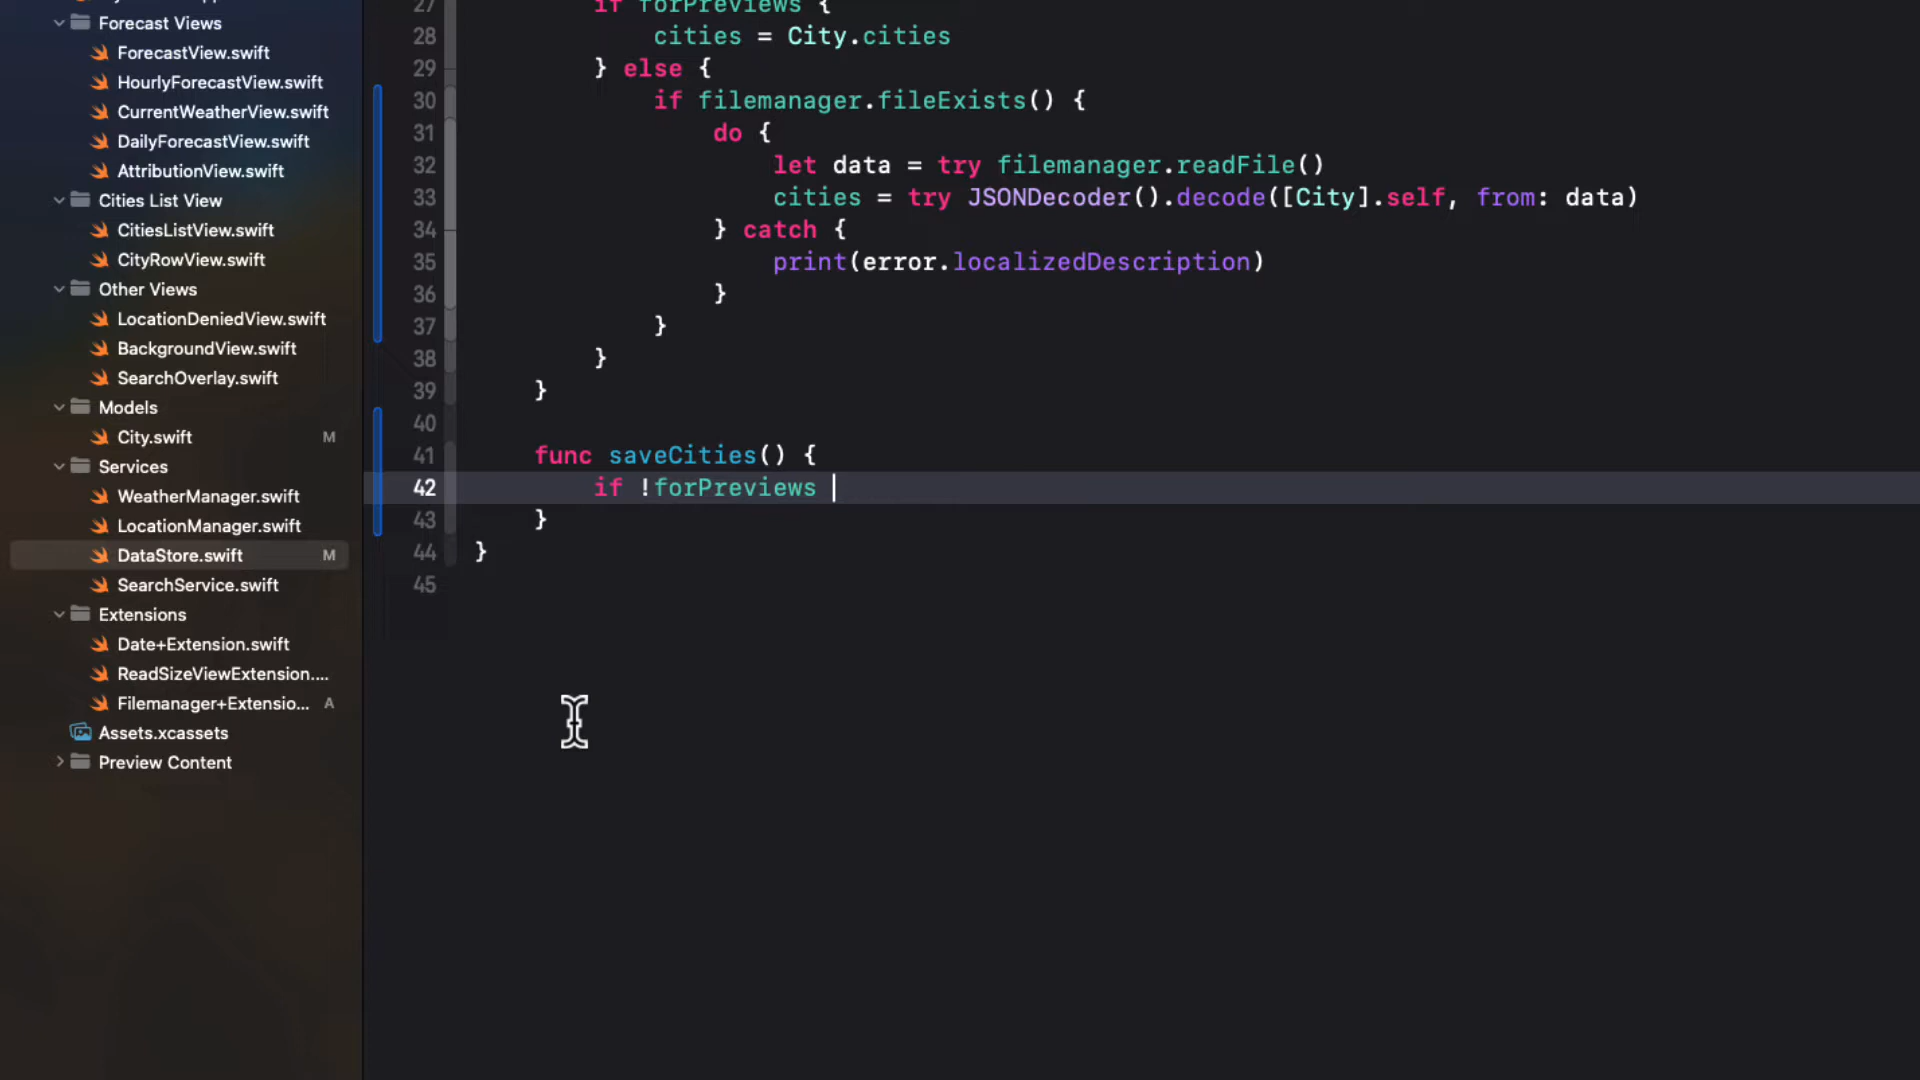 Forecast Views
ForecastView.swift
HourlyForecastView.swift
CurrentWeatherView.swift
DailyForecastView.swift
AttributionView.swift
Cities List View
CitiesListView.swift
CityRowView.swift
Other Views
LocationDeniedView.swift
BackgroundView.swift
SearchOverlay.swift
Models
City.swift M
Services
WeatherManager.swift
LocationManager.swift
DataStore.swift M
SearchService.swift
Extensions
Date+Extension.swift
ReadSizeViewExtension....
Filemanager+Extensio... A
Assets.xcassets
Preview Content
27 if forPreviews {
28 cities = City.cities
29 } else {
30 if filemanager.fileExists() {
31 do {
32 let data = try filemanager.readFile()
33 cities = try JSONDecoder().decode([City].self, from: data)
34 } catch {
35 print(error.localizedDescription)
36 }
37 }
38 }
39 }
40
41 func saveCities() {
42 if !forPreviews
43 }
44 }
45